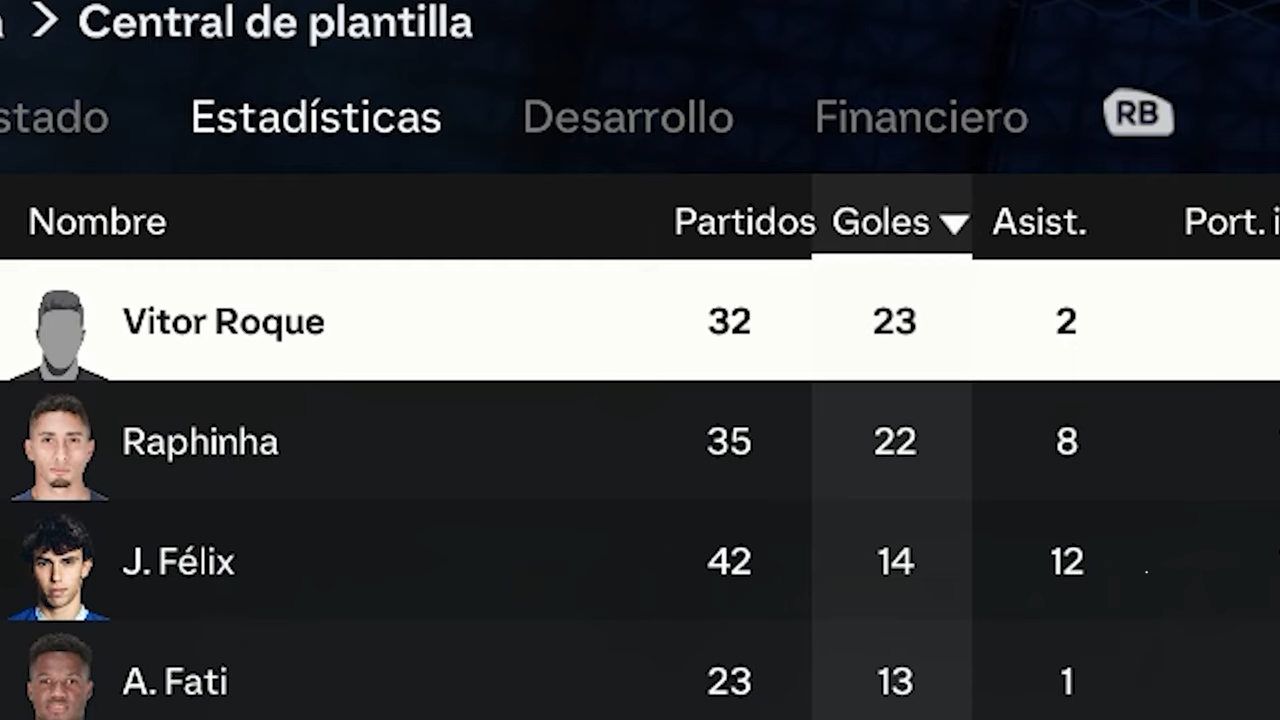 > Central de plantilla
Estadísticas Desarrollo Financiero RB
Nombre Partidos Goles Asist. Port.
Vitor Roque 32 23 2
Raphinha 35 22 8
J. Félix 42 14 12
A. Fati 23 13 1